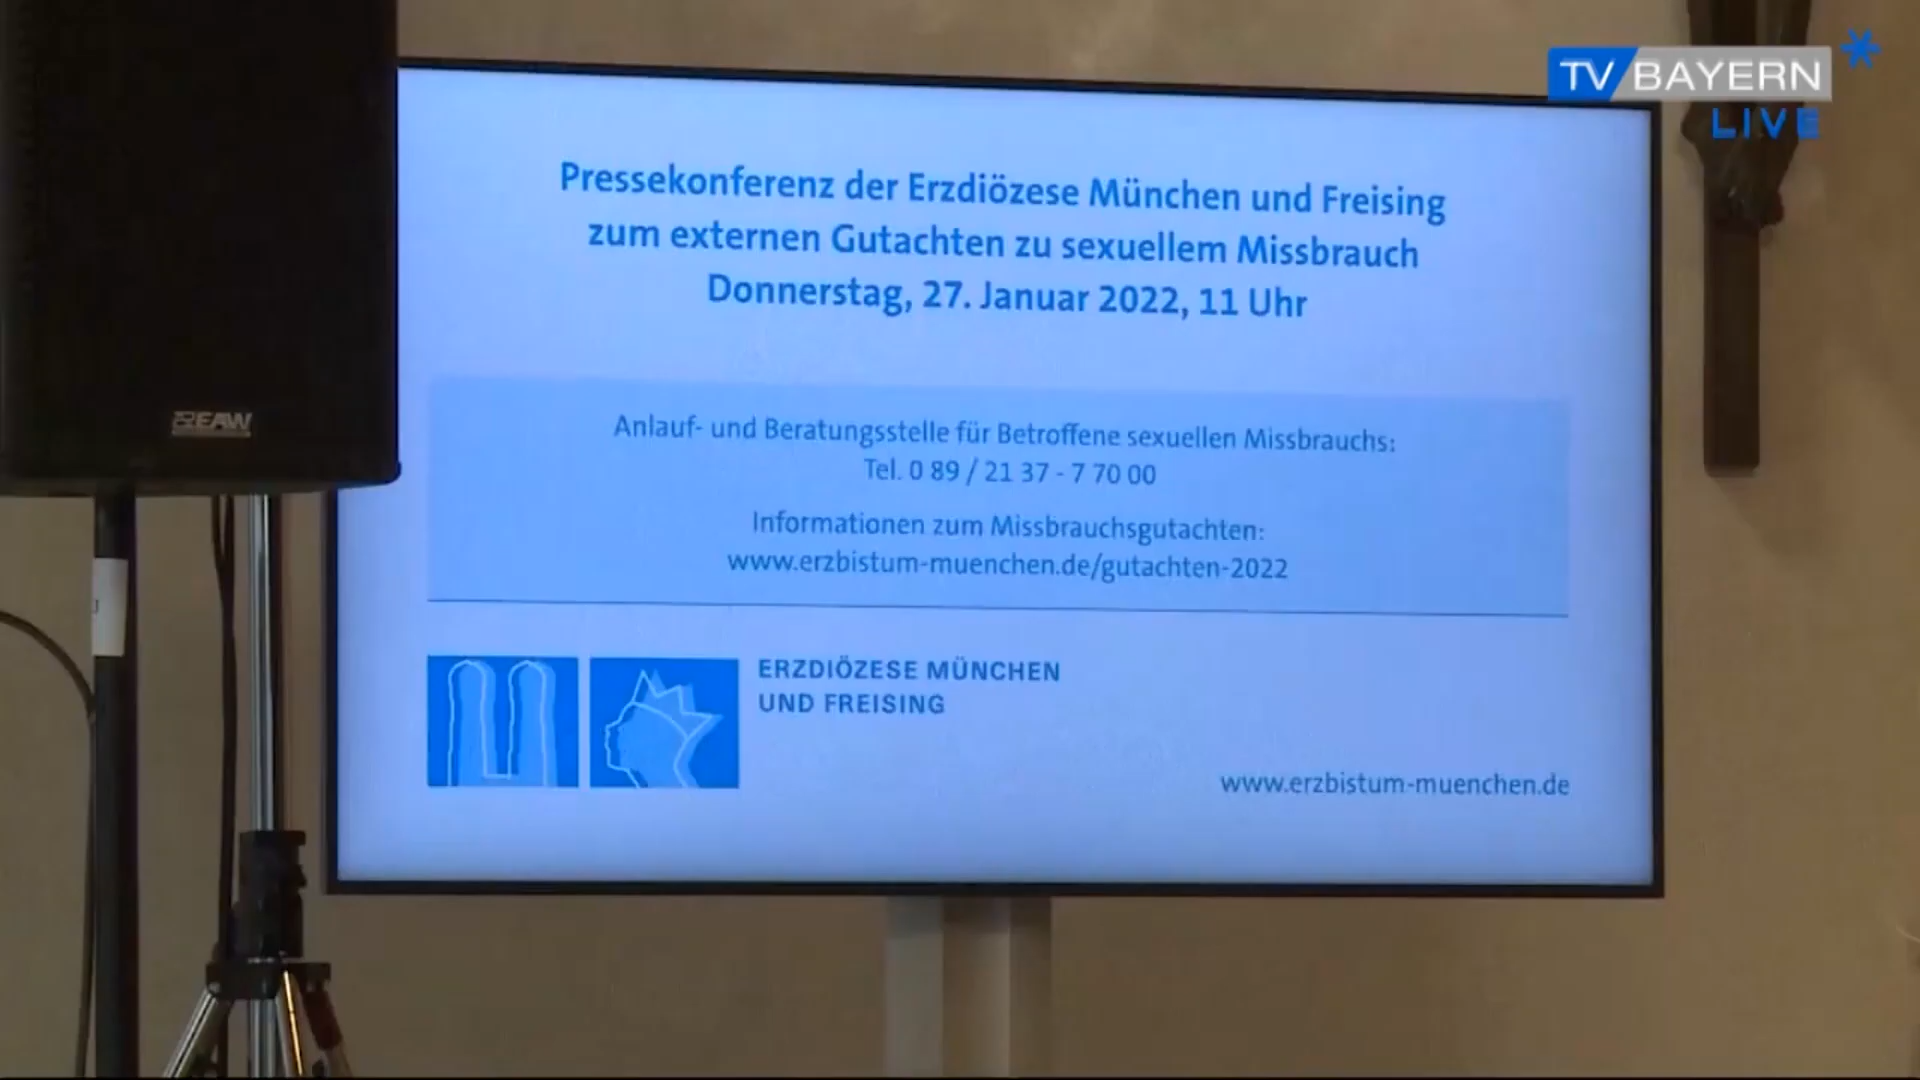 TV BAYERN
LIVE
Pressekonferenz der Erzdiözese München und Freising
zum externen Gutachten zu sexuellem Missbrauch
Donnerstag, 27. Januar 2022, 11 Uhr
Anlauf- und Beratungsstelle für Betroffene sexuellen Missbrauchs:
Tel. 0 89 / 21 37 - 7 70 00
Informationen zum Missbrauchsgutachten:
www.erzbistum-muenchen.de/gutachten-2022
ERZDIÖZESE MÜNCHEN
UND FREISING
www.erzbistum-muenchen.de
EAW